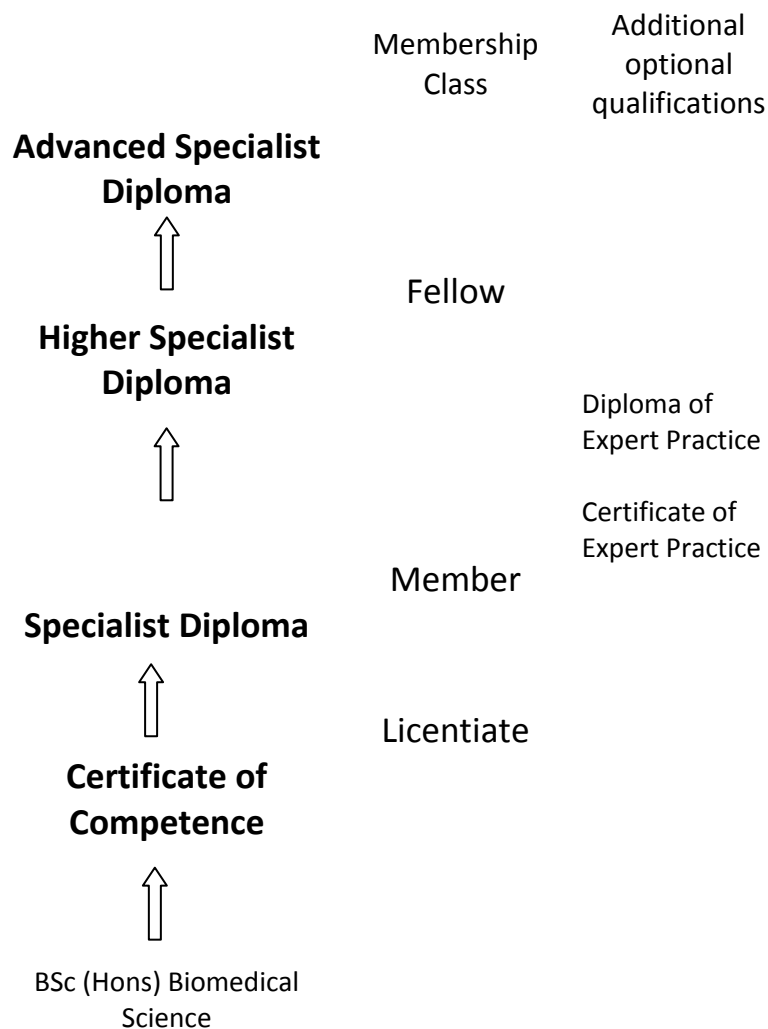 Membership
Class
Additional
optional
qualifications
Advanced Specialist
Diploma
Fellow
Higher Specialist
Diploma
Diploma of
Expert Practice
Certificate of
Expert Practice
Member
Specialist Diploma
Licentiate
Certificate of
Competence
BSc (Hons) Biomedical
Science